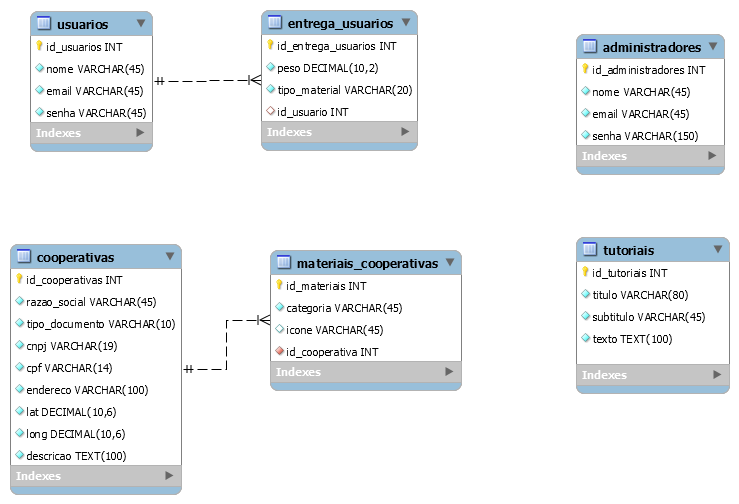 usuarios
id_usuarios INT
nome VARCHAR(45)
email VARCHAR(45)
senha VARCHAR(45)
Indexes
entrega_usuarios
id_entrega_usuarios INT
peso DECIMAL(10,2)
tipo_material VARCHAR(20)
id_usuario INT
Indexes
administradores
id_administradores INT
nome VARCHAR(45)
email VARCHAR(45)
senha VARCHAR(150)
Indexes
cooperativas
id_cooperativas INT
razao_social VARCHAR(45)
tipo_documento VARCHAR(10)
cnpj VARCHAR(19)
cpf VARCHAR(14)
endereco VARCHAR(100)
lat DECIMAL(10,6)
long DECIMAL(10,6)
descricao TEXT(100)
Indexes
materiais_cooperativas
id_materiais INT
categoria VARCHAR(45)
icone VARCHAR(45)
id_cooperativa INT
Indexes
tutoriais
id_tutoriais INT
titulo VARCHAR(80)
subtitulo VARCHAR(45)
texto TEXT(100)
Indexes